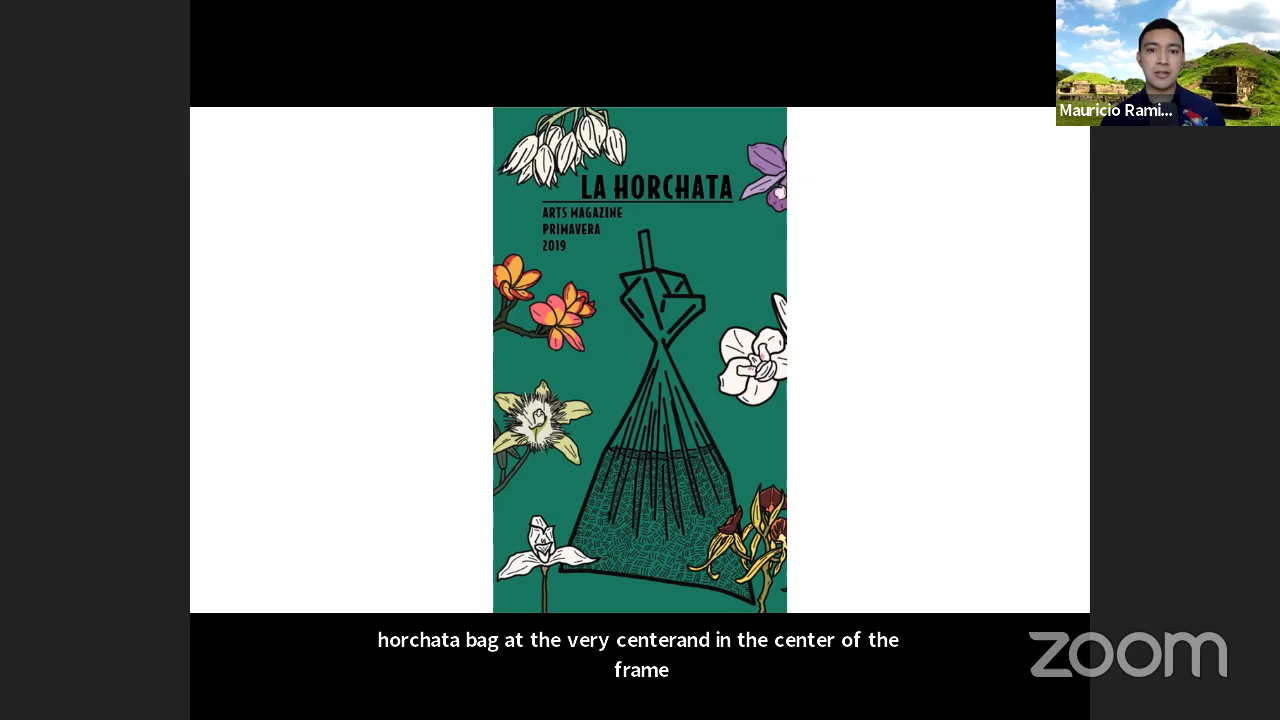 Mauricio Rami...
LA HORCHATA
ARTS MAGAZINE
PRIMAVERA
2019
horchata bag at the very centerand in the center of the
frame
zoom